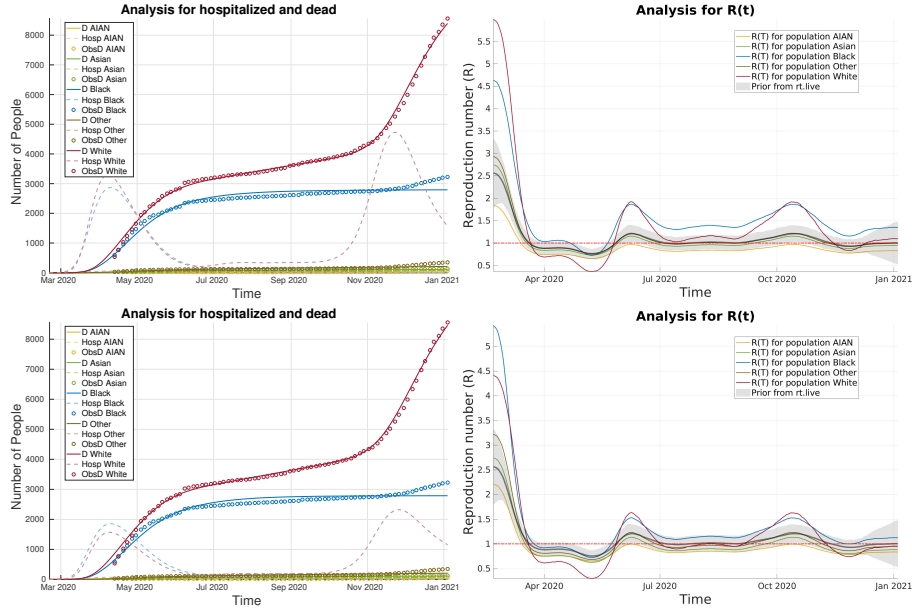 Analysis for hospitalized and dead
Number of People
8000
7000
6000
5000
4000
3000
2000
1000
0
D AIAN
Hosp AIAN
ObsD AIAN
D Asian
Hosp Asian
ObsD Asian
D Black
Hosp Black
ObsD Black
D Other
Hosp Other
ObsD Other
D White
Hosp White
ObsD White
Mar 2020
May 2020
Jul 2020
Sep 2020
Nov 2020
Jan 2021
Time
Analysis for R(t)
Reproduction number (R)
5.5
5
4.5
4
3.5
3
2.5
2
1.5
1
0.5
R(T) for population AIAN
R(T) for population Asian
R(T) for population Black
R(T) for population Other
R(T) for population White
Prior from rt.live
Apr 2020
Jul 2020
Oct 2020
Jan 2021
Time
Analysis for hospitalized and dead
Number of People
8000
7000
6000
5000
4000
3000
2000
1000
0
D AIAN
Hosp AIAN
ObsD AIAN
D Asian
Hosp Asian
ObsD Asian
D Black
Hosp Black
ObsD Black
D Other
Hosp Other
ObsD Other
D White
Hosp White
ObsD White
Mar 2020
May 2020
Jul 2020
Sep 2020
Nov 2020
Jan 2021
Time
Analysis for R(t)
Reproduction number (R)
5
4.5
4
3.5
3
2.5
2
1.5
1
0.5
R(T) for population AIAN
R(T) for population Asian
R(T) for population Black
R(T) for population Other
R(T) for population White
Prior from rt.live
Apr 2020
Jul 2020
Oct 2020
Jan 2021
Time